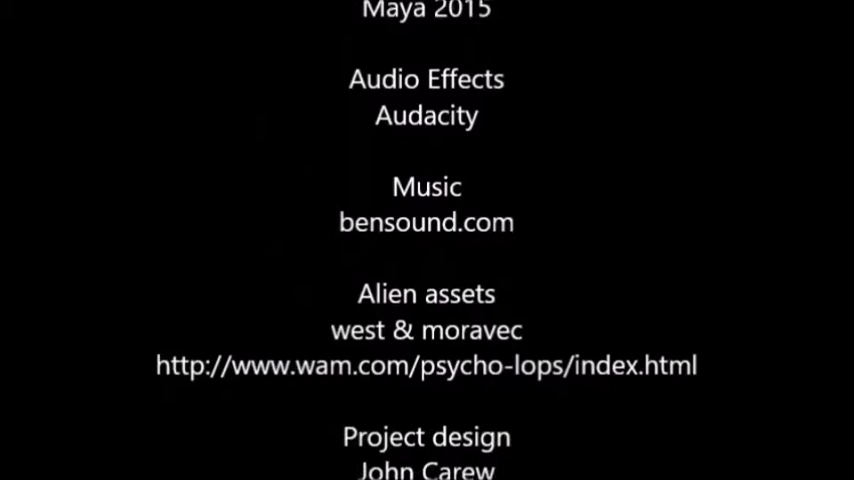 Maya 2015
Audio Effects
Audacity
Music
bensound.com
Alien assets
west & moravec
http://www.wam.com/psycho-lops/index.html
Project design
John Carew